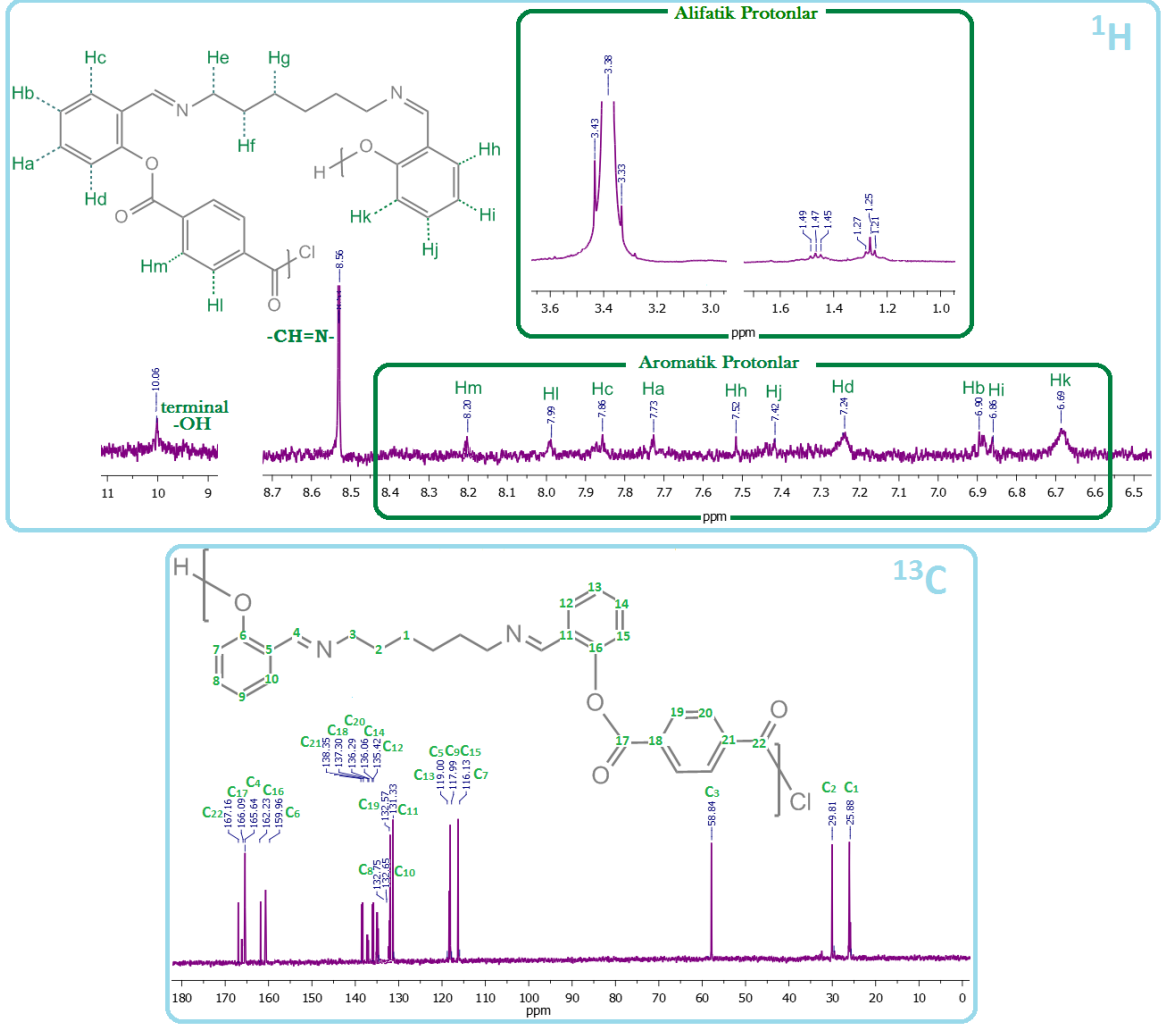 Alifatik Protonlar
¹H
Hc
He
Hg
Hb
N
N
Ha
Hf
O
H
Hh
Hd
O
O
Hk
Hi
Hj
Cl
Hm
Hl
O
3.43
3.38
3.33
1.49
1.47
1.45
1.27
1.25
1.21
3.6 3.4 3.2 3.0 1.6 1.4 1.2 1.0
ppm
8.56
-CH=N-
10.06
terminal
-OH
Aromatik Protonlar
Hm Hl Hc Ha Hh Hj Hd Hb Hi Hk
8.20 7.99 7.86 7.73 7.52 7.42 7.24 6.90 6.86 6.69
11 10 9 8.7 8.6 8.5 8.4 8.3 8.2 8.1 8.0 7.9 7.8 7.7 7.6 7.5 7.4 7.3 7.2 7.1 7.0 6.9 6.8 6.7 6.6 6.5
ppm
¹³C
H
O
6
4
N
3
2
1
N
5
7
8
9
10
11
12
13
14
15
16
O
O
17
18
19
20
21
22
O
Cl
C22 C17 C4 C16 C6
167.16
166.09
165.64
162.23
159.96
C21 C18 C20 C14 C12
138.35
137.30
136.29
136.06
135.42
C8 C10
132.75
132.65
C19 C11
132.57
131.33
C13 C5 C9 C15 C7
119.00
117.99
116.13
C3
58.84
C2
29.81
C1
25.88
180 170 160 150 140 130 120 110 100 90 80 70 60 50 40 30 20 10 0
ppm